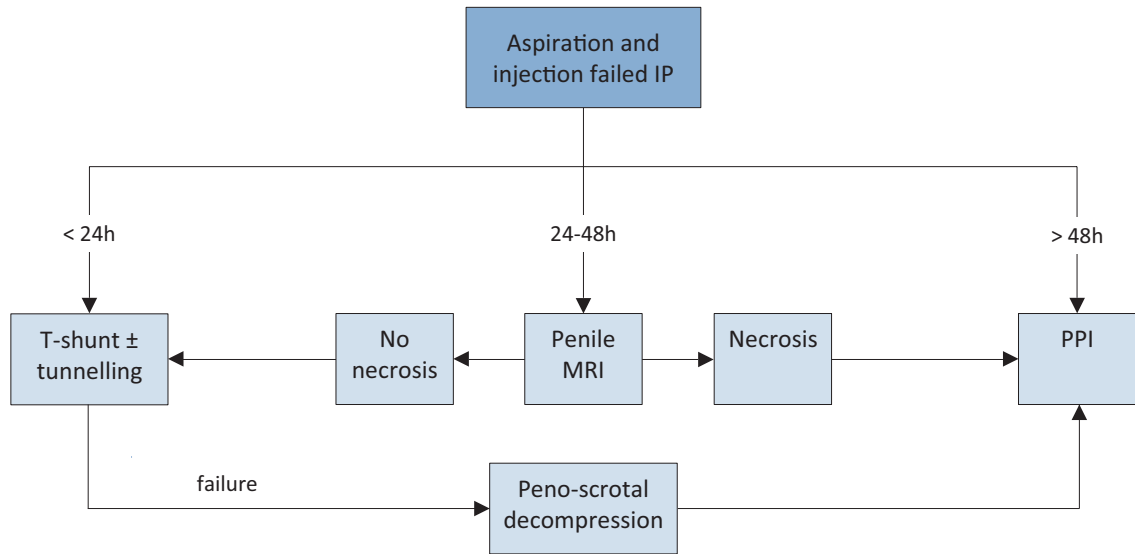 Aspiration and
injection failed IP
< 24h
24-48h
> 48h
T-shunt ±
tunnelling
No
necrosis
Penile
MRI
Necrosis
PPI
failure
Peno-scrotal
decompression